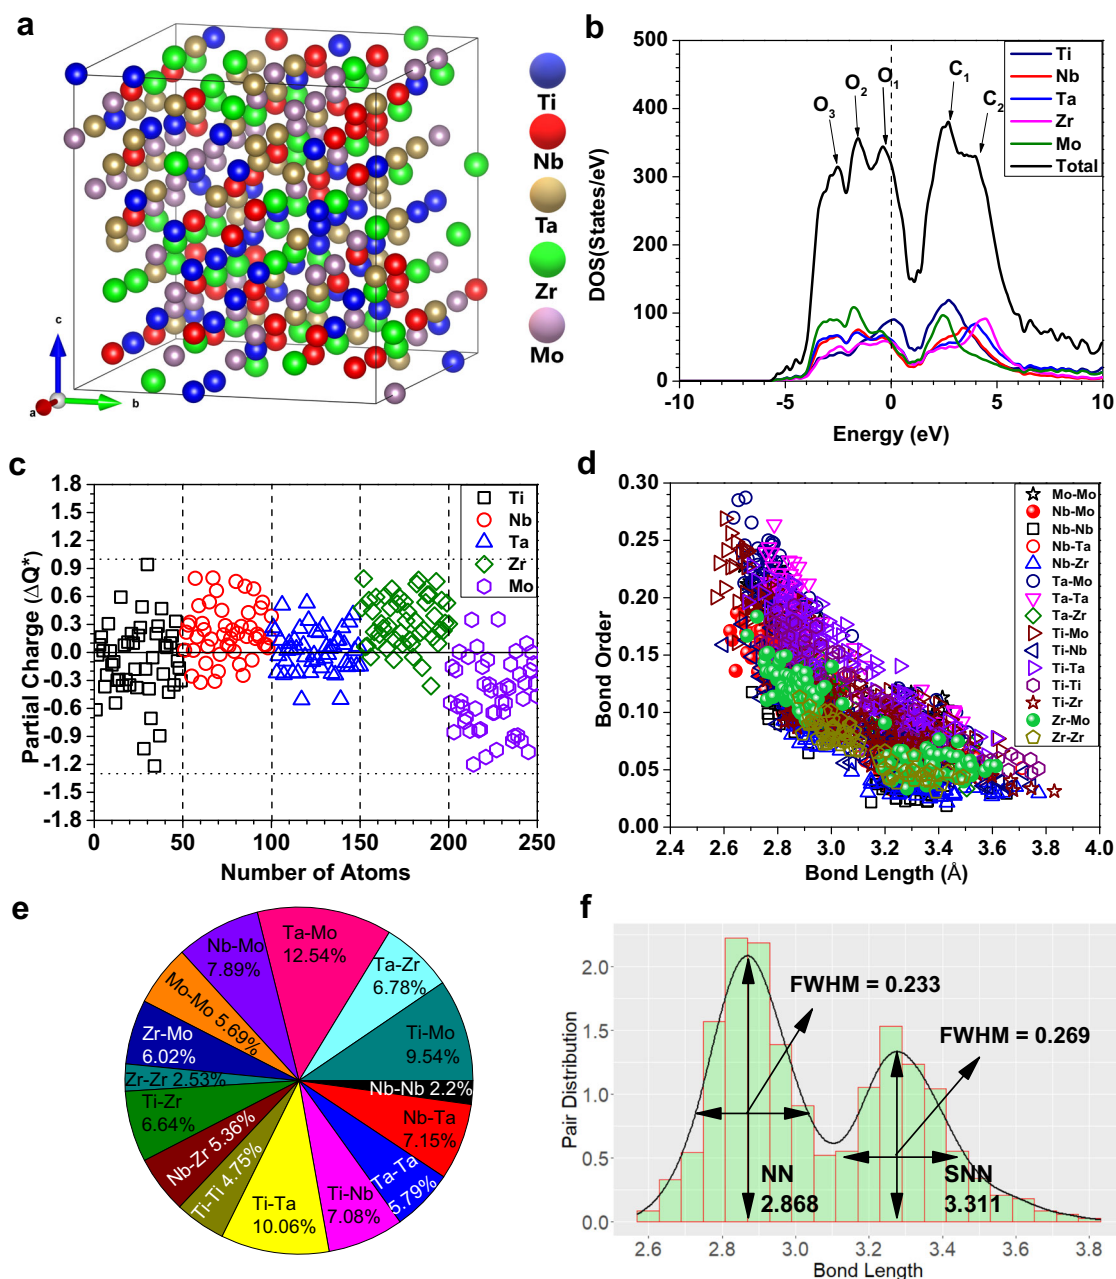 a
Ti
Nb
Ta
Zr
Mo
c
b
a
b
500
400
300
200
100
0
DOS(States/eV)
O3
O2
O1
C1
C2
Ti
Nb
Ta
Zr
Mo
Total
-10
-5
0
5
10
Energy (eV)
c
1.8
1.5
1.2
0.9
0.6
0.3
0.0
-0.3
-0.6
-0.9
-1.2
-1.5
-1.8
Partial Charge (ΔQ*)
Ti
Nb
Ta
Zr
Mo
0
50
100
150
200
250
Number of Atoms
d
0.30
0.25
0.20
0.15
0.10
0.05
0.00
Bond Order
Mo-Mo
Nb-Mo
Nb-Nb
Nb-Ta
Nb-Zr
Ta-Mo
Ta-Ta
Ta-Zr
Ti-Mo
Ti-Nb
Ti-Ta
Ti-Ti
Ti-Zr
Zr-Mo
Zr-Zr
2.4
2.6
2.8
3.0
3.2
3.4
3.6
3.8
4.0
Bond Length (Å)
e
Ta-Mo
12.54%
Ta-Zr
6.78%
Ti-Mo
9.54%
Nb-Nb 2.2%
Nb-Ta
7.15%
Ta-Ta
5.79%
Ti-Nb
7.08%
Ti-Ta
10.06%
Ti-Ti 4.75%
Nb-Zr 5.36%
Ti-Zr
6.64%
Zr-Zr 2.53%
Zr-Mo
6.02%
Mo-Mo 5.69%
Nb-Mo
7.89%
f
2.0
1.5
1.0
0.5
0.0
Pair Distribution
FWHM = 0.233
FWHM = 0.269
NN
2.868
SNN
3.311
2.6
2.8
3.0
3.2
3.4
3.6
3.8
Bond Length